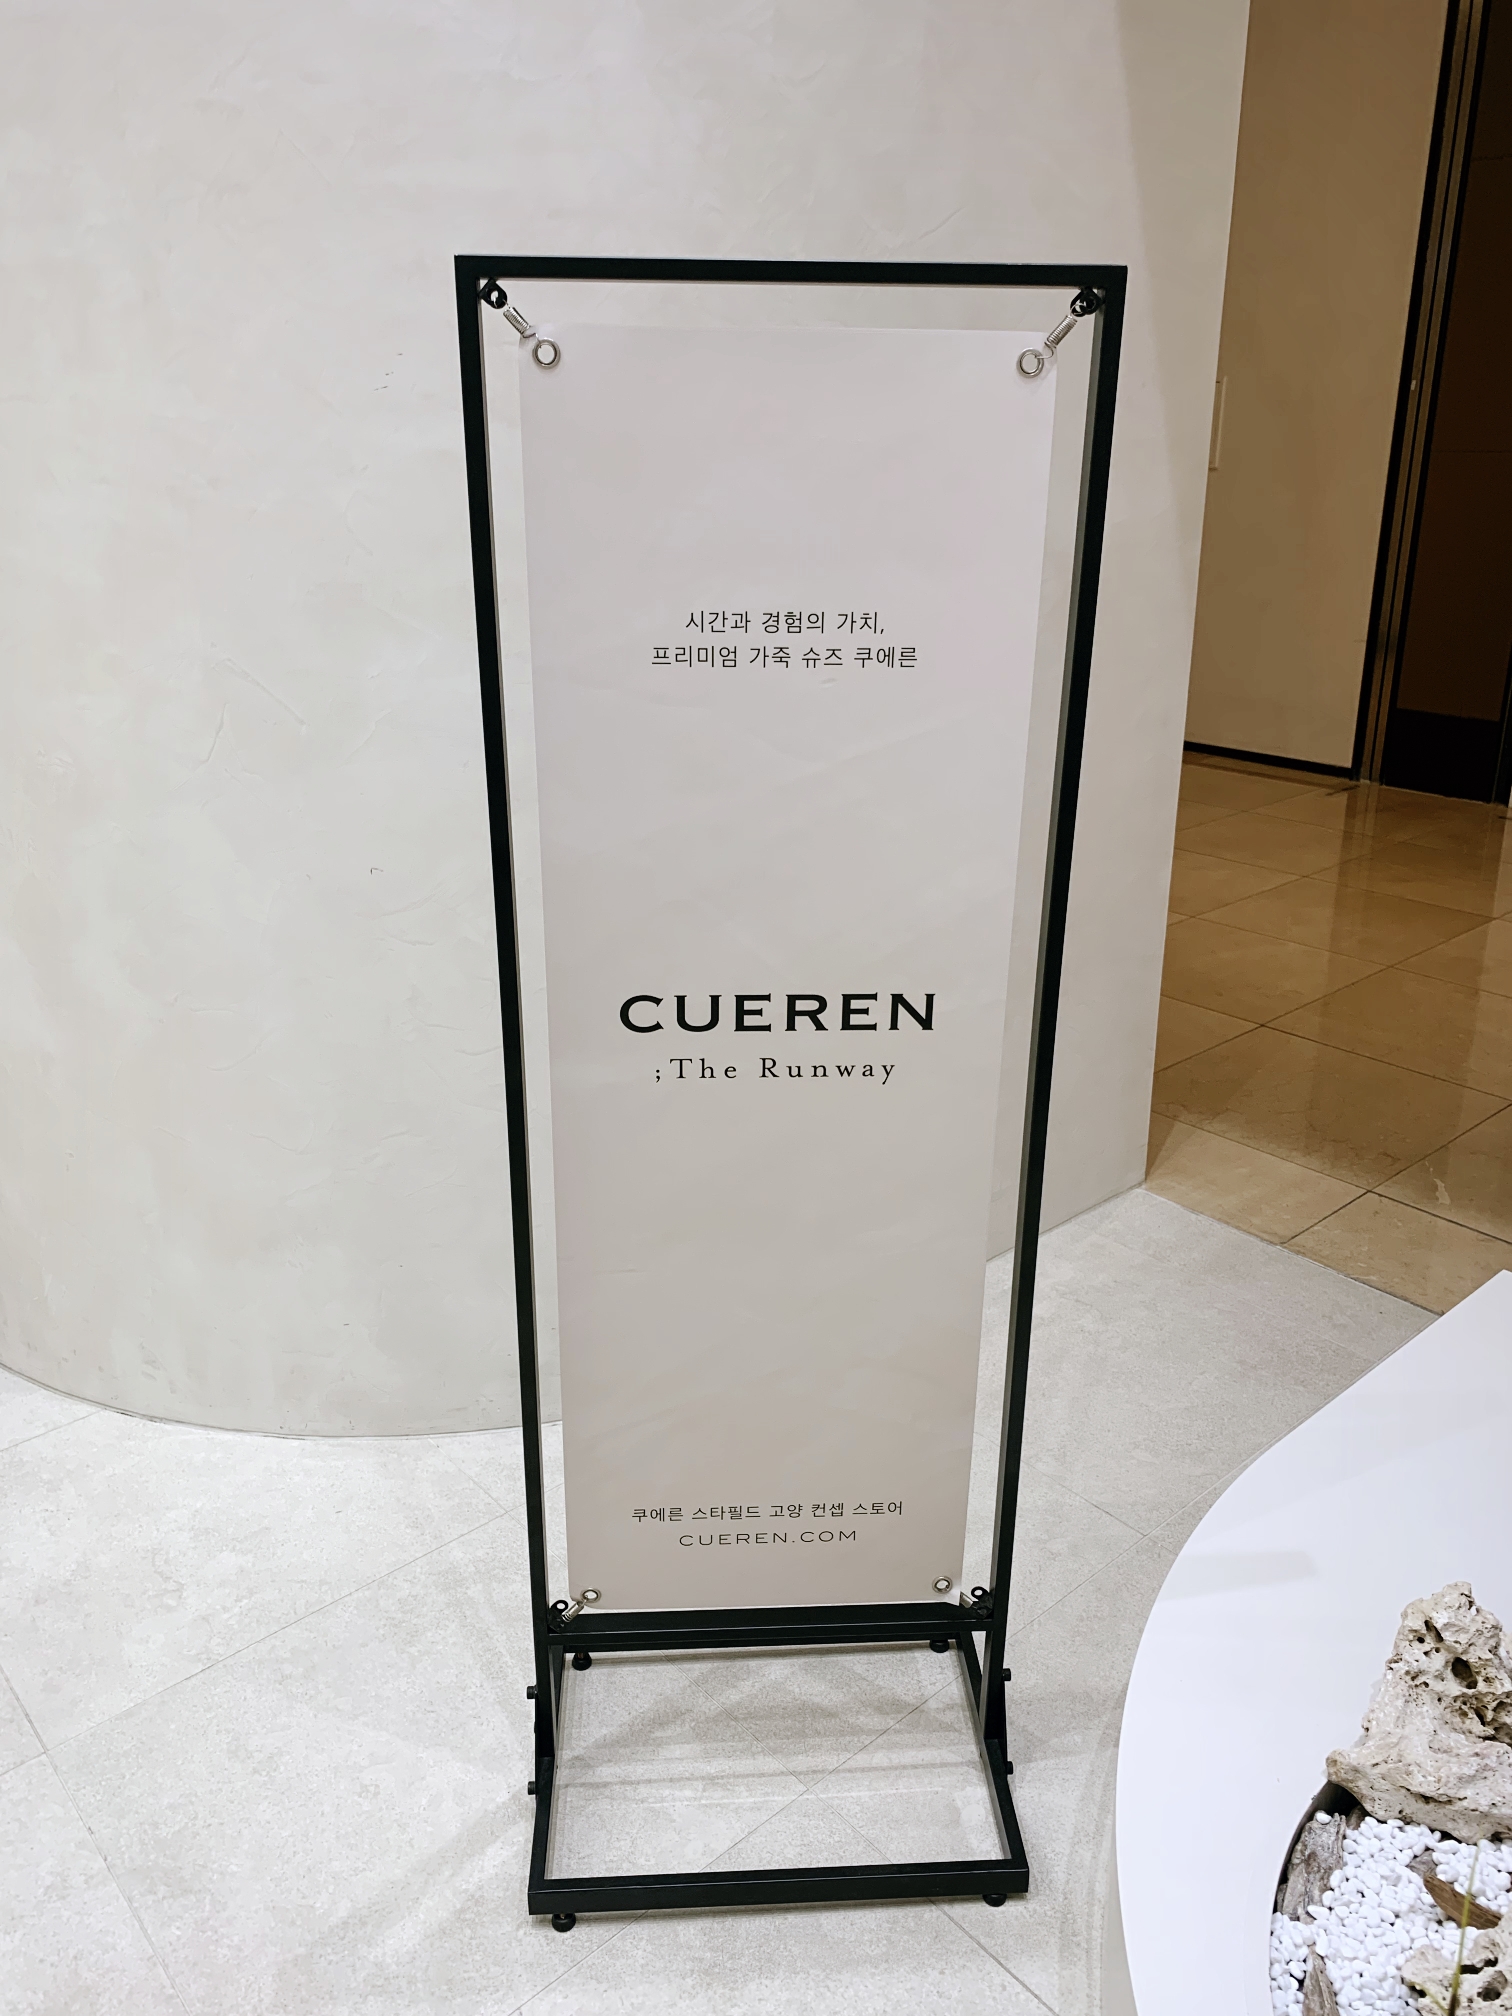 시간과 경험의 가치,
프리미엄 가죽 슈즈 쿠에른
CUEREN
;The Runway
쿠에른 스타필드 고양 컨셉 스토어
CUEREN.COM